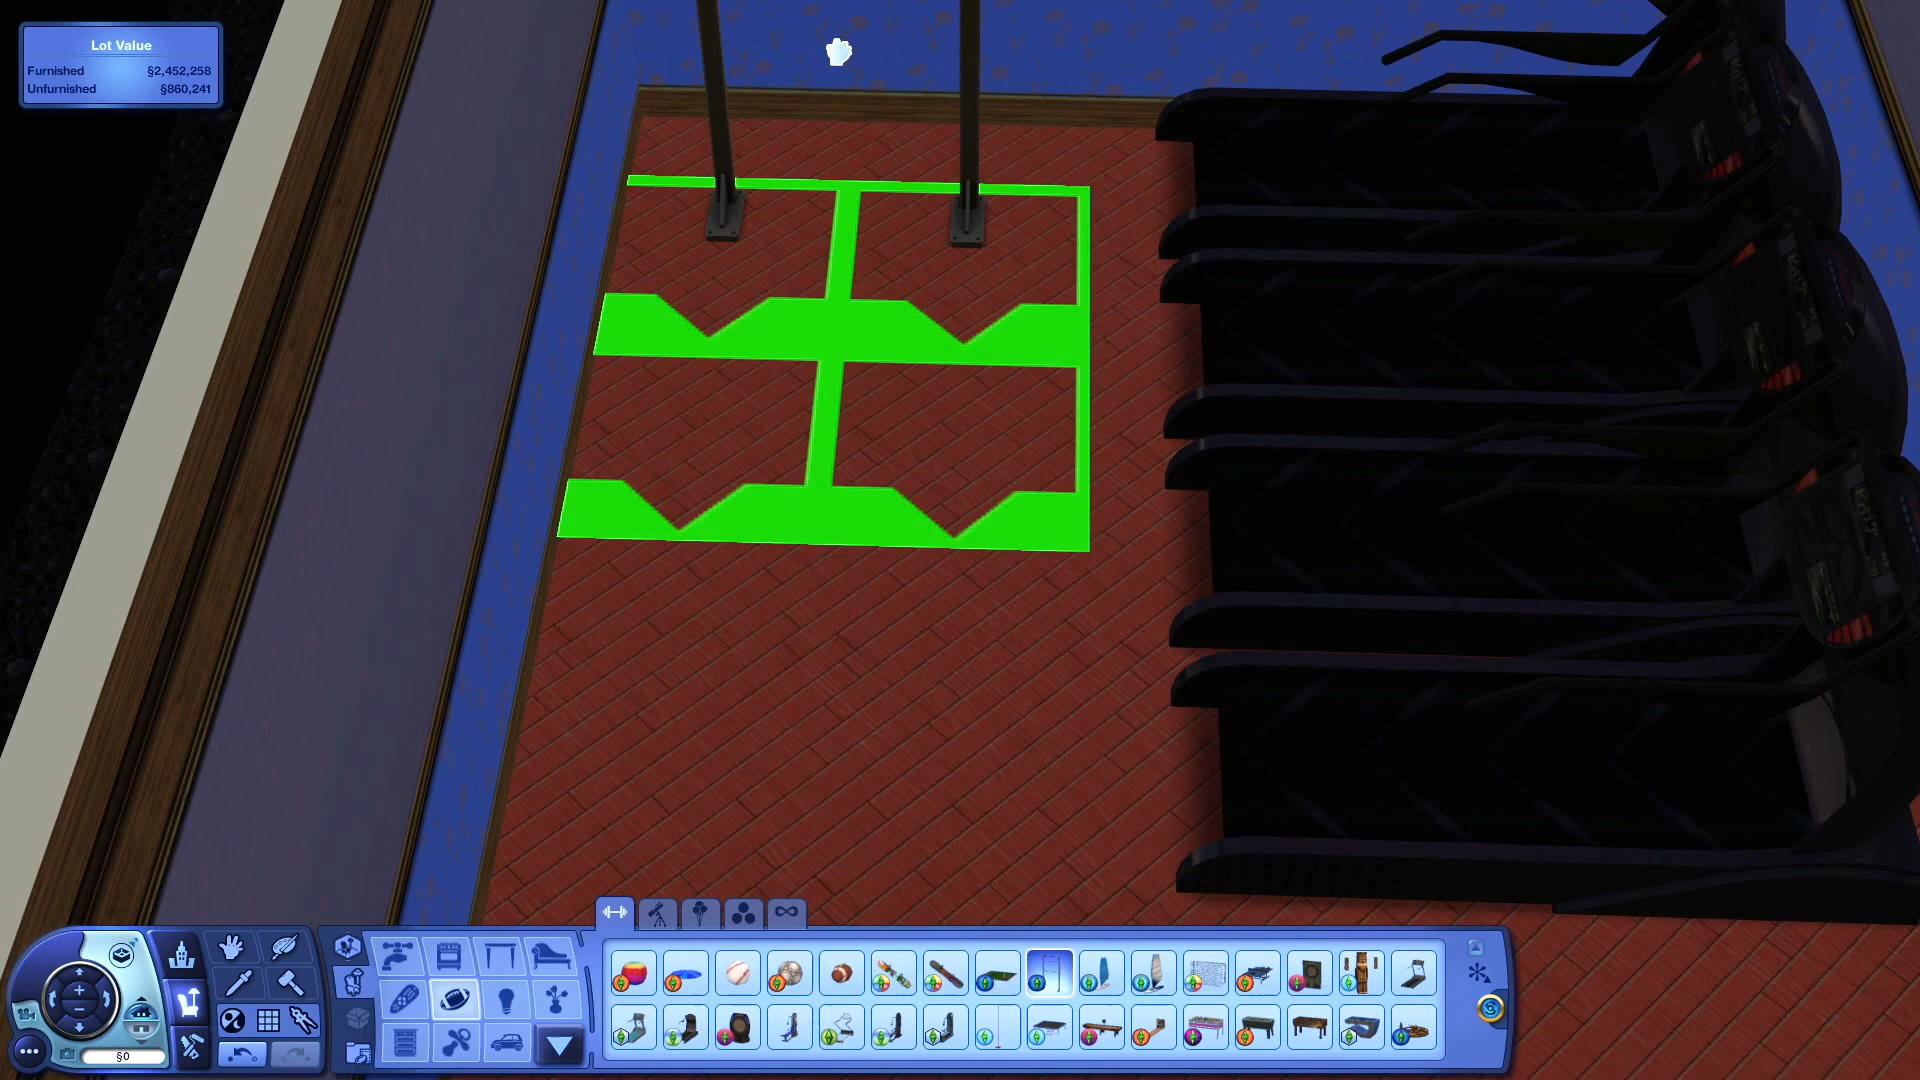 Lot Value
Furnished §2,452,258
Unfurnished §860,241
§0